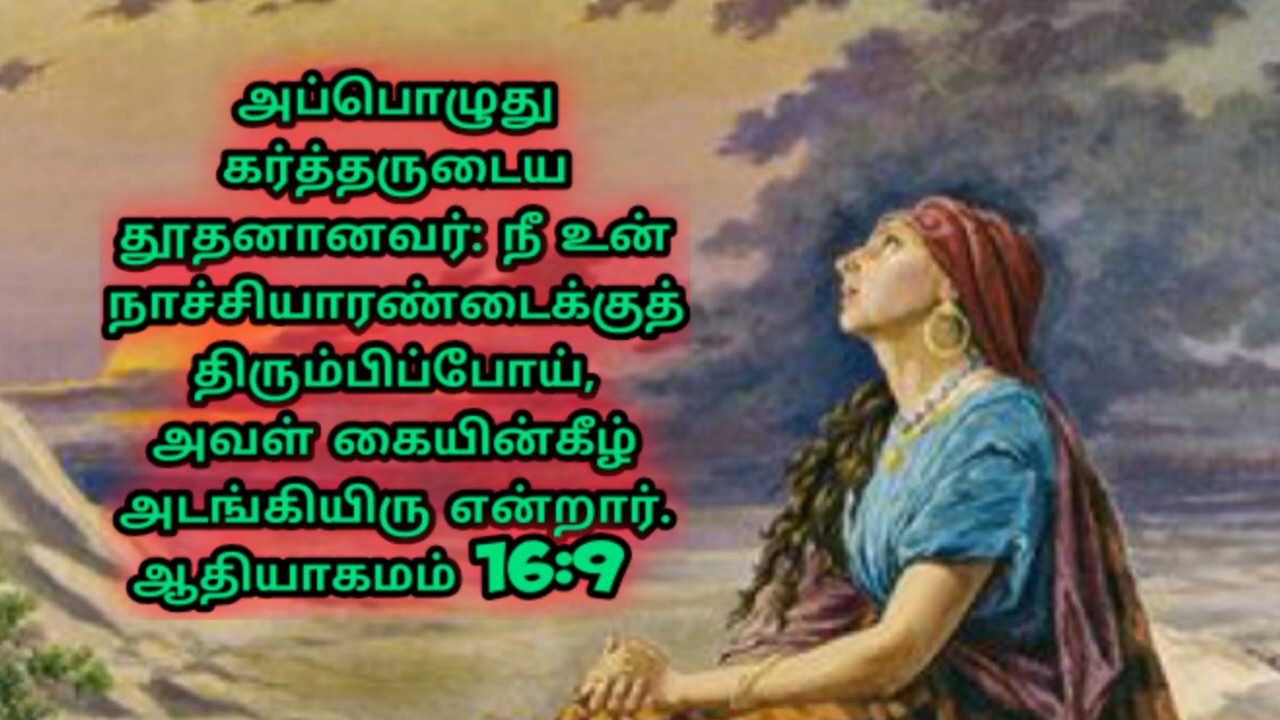 அப்பொழுது
கர்த்தருடைய
தூதனானவர்: நீ உன்
நாச்சியாரண்டைக்குத்
திரும்பிப்போய்,
அவள் கையின்கீழ்
அடங்கியிரு என்றார்.
ஆதியாகமம் 16:9